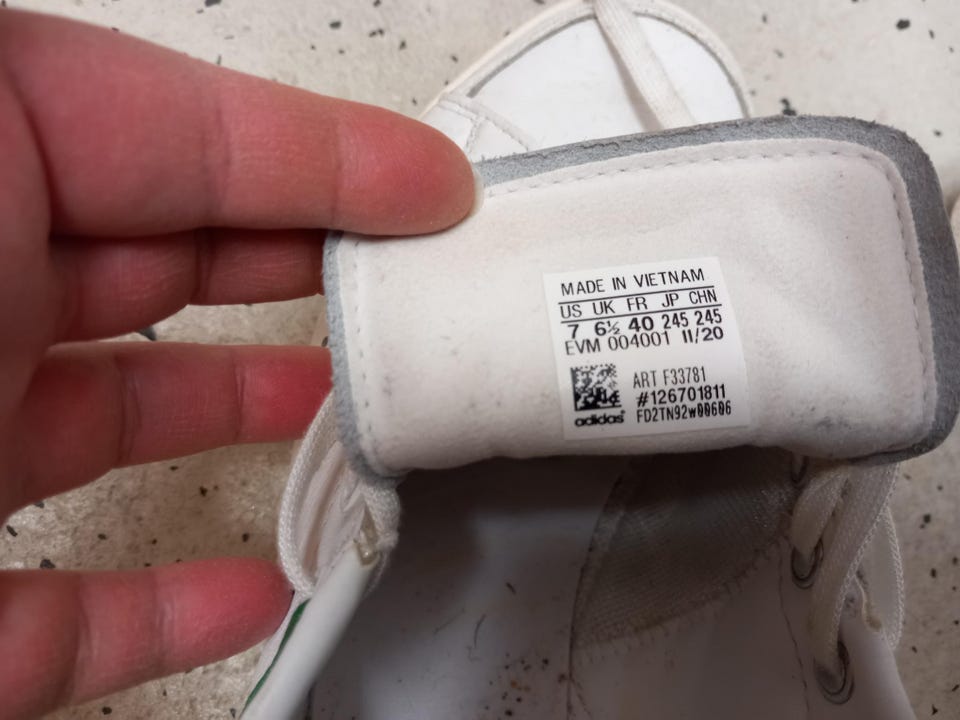 MADE IN VIETNAM
US UK FR JP CHN
7 6½ 40 245 245
EVM 004001 11/20
ART F33781
#126701811
FD2TN92w00606
adidas